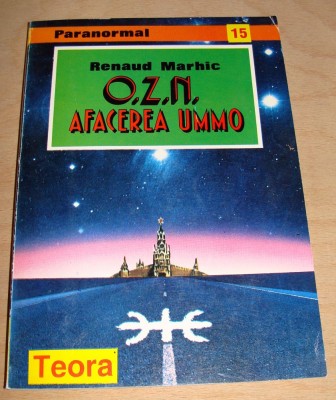 Paranormal
15
Renaud Marhic
O.Z.N.
AFACEREA UMMO
Teora